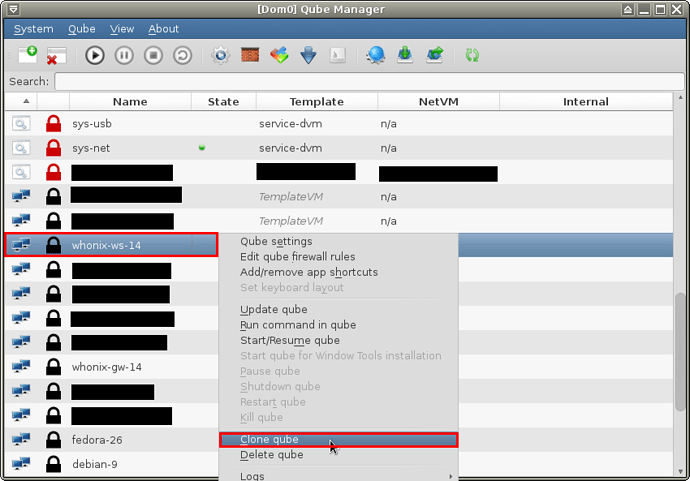 [Dom0] Qube Manager
System Qube View About
Search:
Name State Template NetVM Internal
sys-usb service-dvm n/a
sys-net service-dvm n/a
TemplateVM n/a
TemplateVM n/a
whonix-ws-14
Qube settings
Edit qube firewall rules
Add/remove app shortcuts
Set keyboard layout
Update qube
Run command in qube
Start/Resume qube
Start qube for Window Tools installation
Pause qube
whonix-gw-14
Shutdown qube
Restart qube
Kill qube
fedora-26
Clone qube
Delete qube
debian-9
Logs